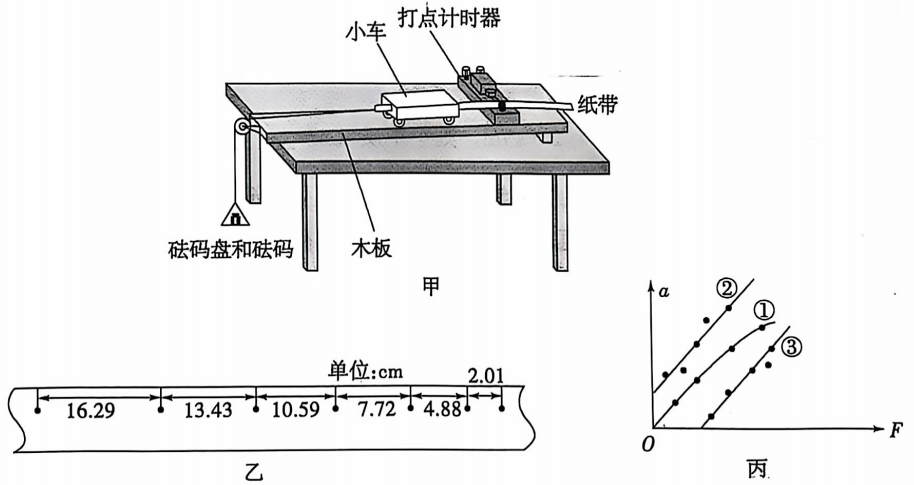 打点计时器
小车
纸带
砝码盘和砝码
木板
甲
单位:cm
16.29 13.43 10.59 7.72 4.88 2.01
乙
a
②
①
③
O
F
丙